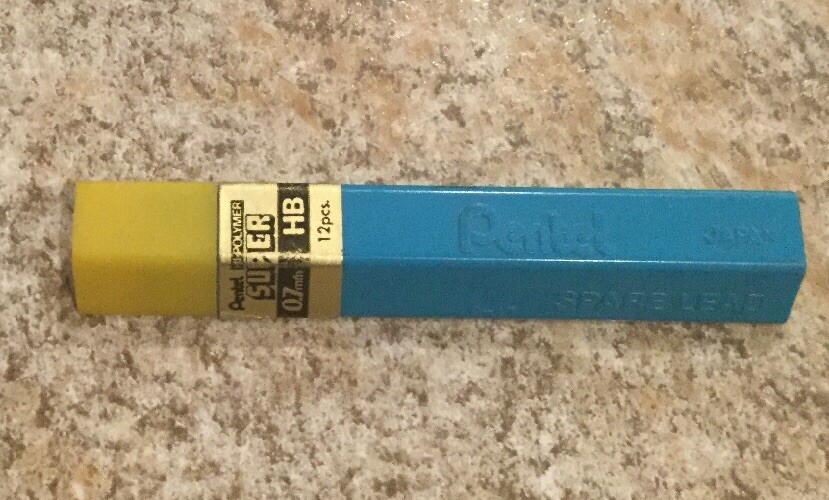 Pentel HI-POLYMER
SUPER
0.7mm HB
12pcs.
Pentel JAPAN
SPARE LEAD